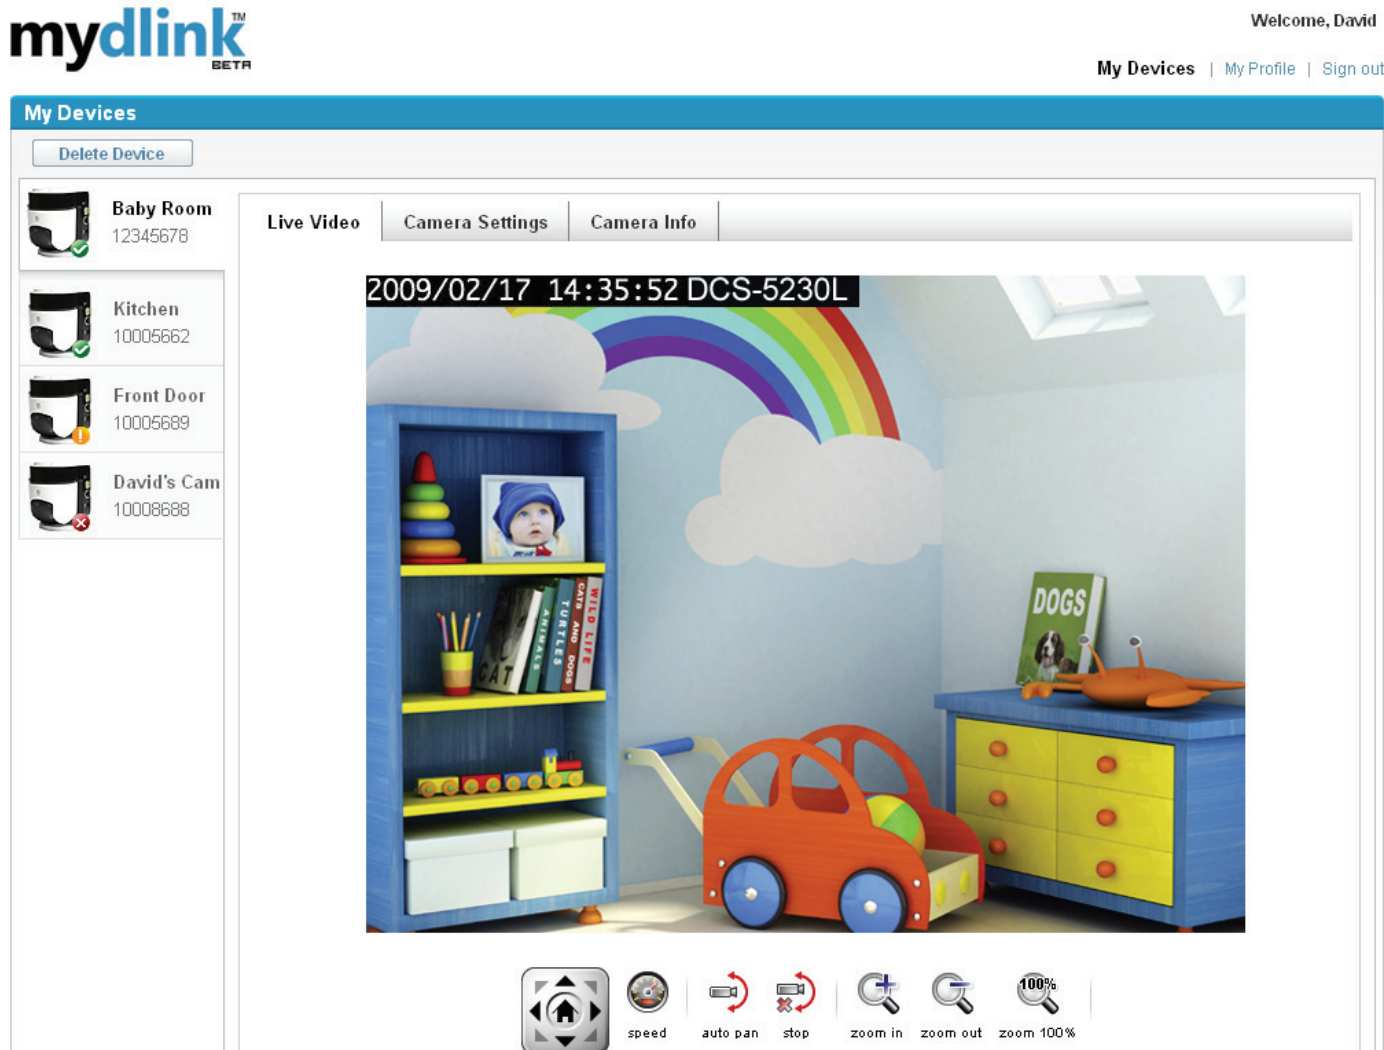 mydlink™
BETA
Welcome, David
My Devices | My Profile | Sign out
My Devices
Delete Device
Baby Room
12345678
Kitchen
10005662
Front Door
10005689
David's Cam
10008688
Live Video
Camera Settings
Camera Info
2009/02/17 14:35:52 DCS-5230L
CAT
ANIMALS
TURTLES
CATS AND DOGS
WILD LIFE
DOGS
speed
auto pan
stop
zoom in
zoom out
100%
zoom 100%